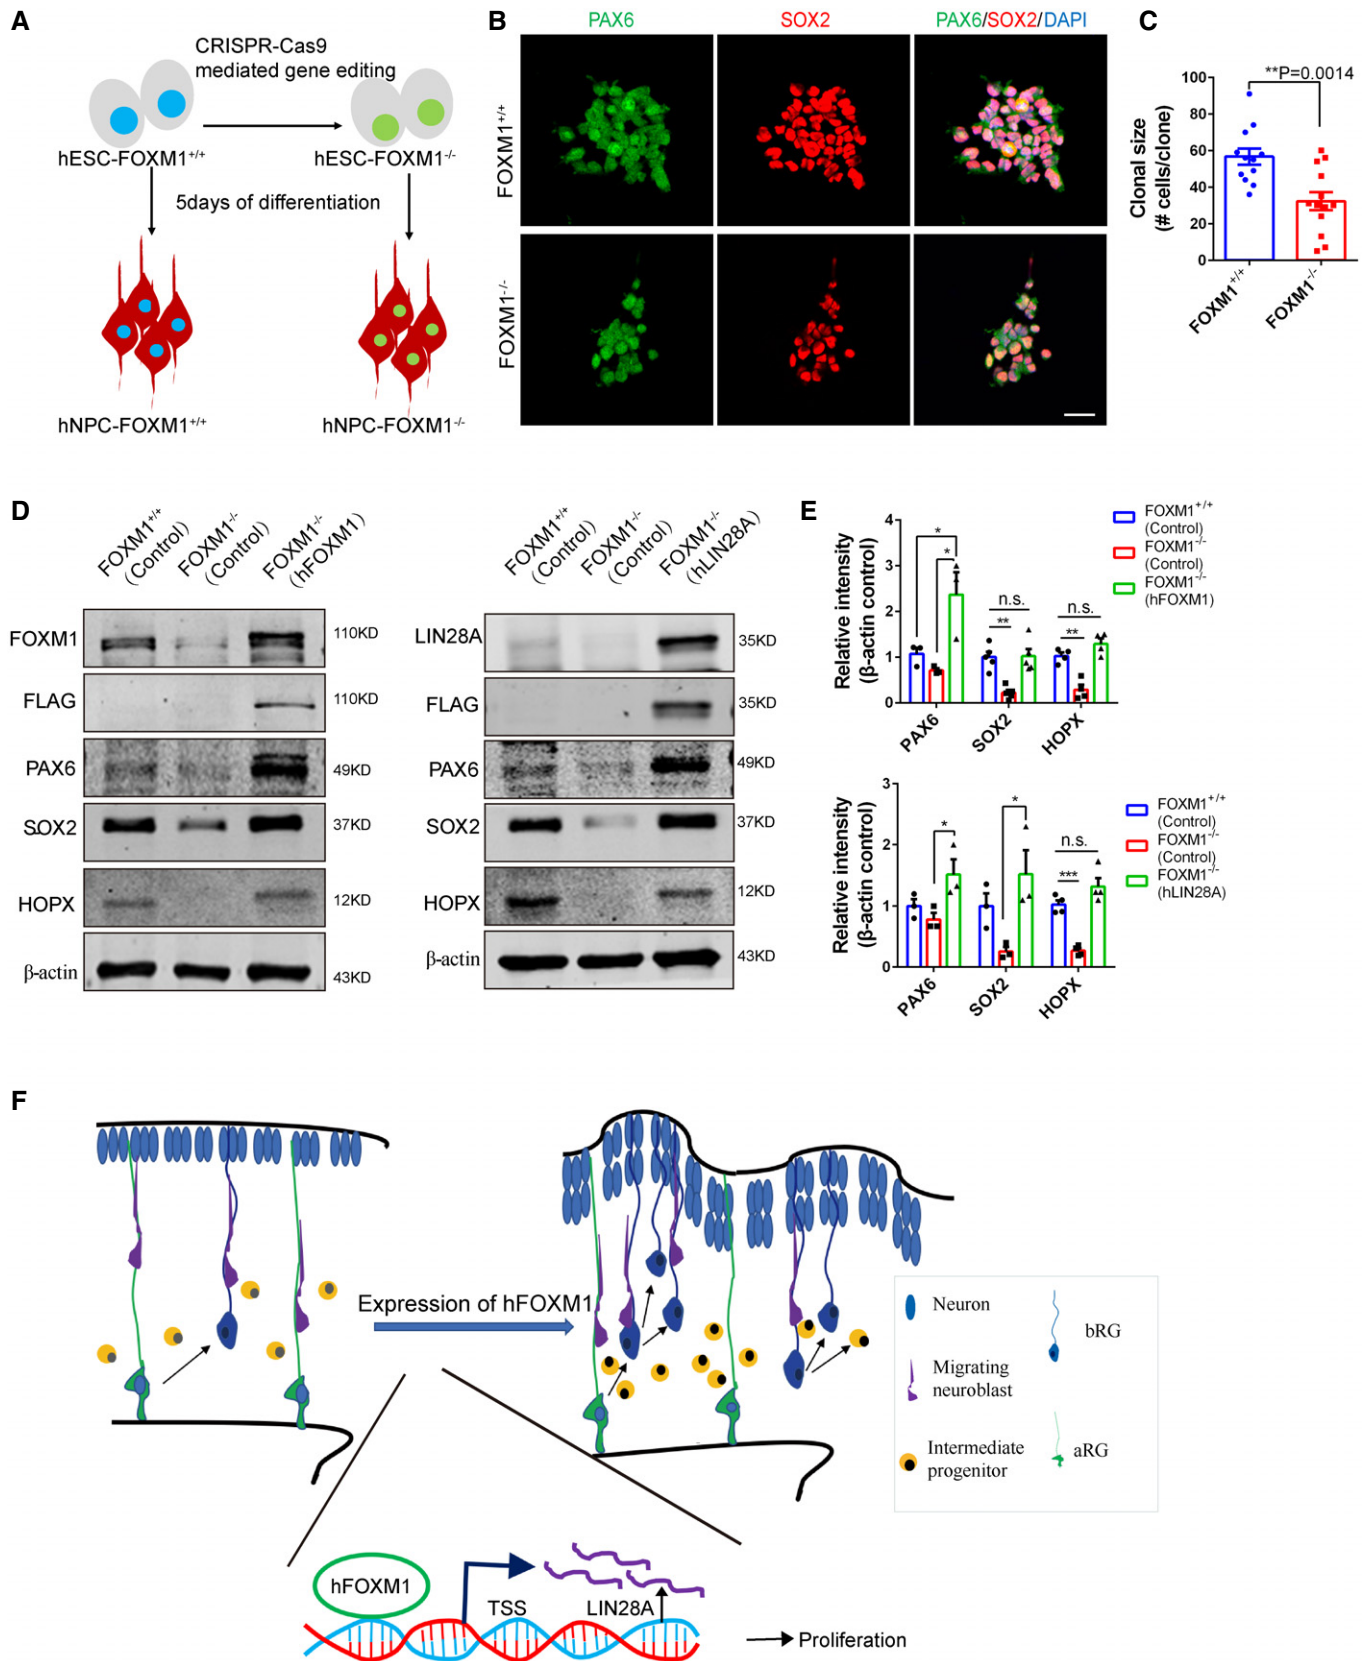 A
CRISPR-Cas9
mediated gene editing
hESC-FOXM1+/+
hESC-FOXM1-/-
5days of differentiation
hNPC-FOXM1+/+
hNPC-FOXM1-/-
B
PAX6
SOX2
PAX6/SOX2/DAPI
FOXM1+/+
FOXM1-/-
C
**P=0.0014
Clonal size
(# cells/clone)
100
80
60
40
20
0
FOXM1+/+
FOXM1-/-
D
FOXM1+/+
(Control)
FOXM1-/-
(Control)
FOXM1-/-
(hFOXM1)
FOXM1
110KD
FLAG
110KD
PAX6
49KD
SOX2
37KD
HOPX
12KD
β-actin
43KD
FOXM1+/+
(Control)
FOXM1-/-
(Control)
FOXM1-/-
(hLIN28A)
LIN28A
35KD
FLAG
35KD
PAX6
49KD
SOX2
37KD
HOPX
12KD
β-actin
43KD
E
Relative intensity
(β-actin control)
4
3
2
1
0
*
*
n.s.
**
n.s.
**
PAX6
SOX2
HOPX
FOXM1+/+
(Control)
FOXM1-/-
(Control)
FOXM1-/-
(hFOXM1)
Relative intensity
(β-actin control)
3
2
1
0
*
*
n.s.
***
PAX6
SOX2
HOPX
FOXM1+/+
(Control)
FOXM1-/-
(Control)
FOXM1-/-
(hLIN28A)
F
Expression of hFOXM1
Neuron
bRG
Migrating
neuroblast
Intermediate
progenitor
aRG
hFOXM1
TSS
LIN28A
Proliferation